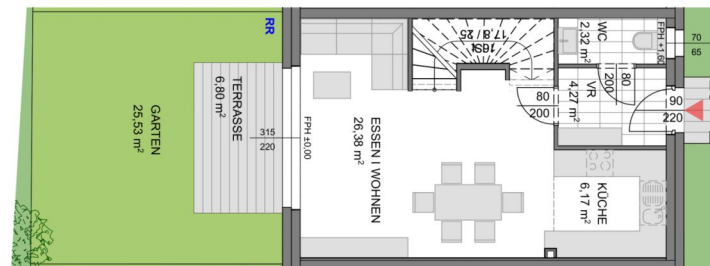 RR
GARTEN
25,53 m²
TERRASSE
6,80 m²
315
220
FPH ±0,00
ESSEN I WOHNEN
26,38 m²
16St
17,8 / 25
WC
2,32 m²
FPH +1,60
70
65
80
200
VR
4,27 m²
80
200
90
220
KÜCHE
6,17 m²